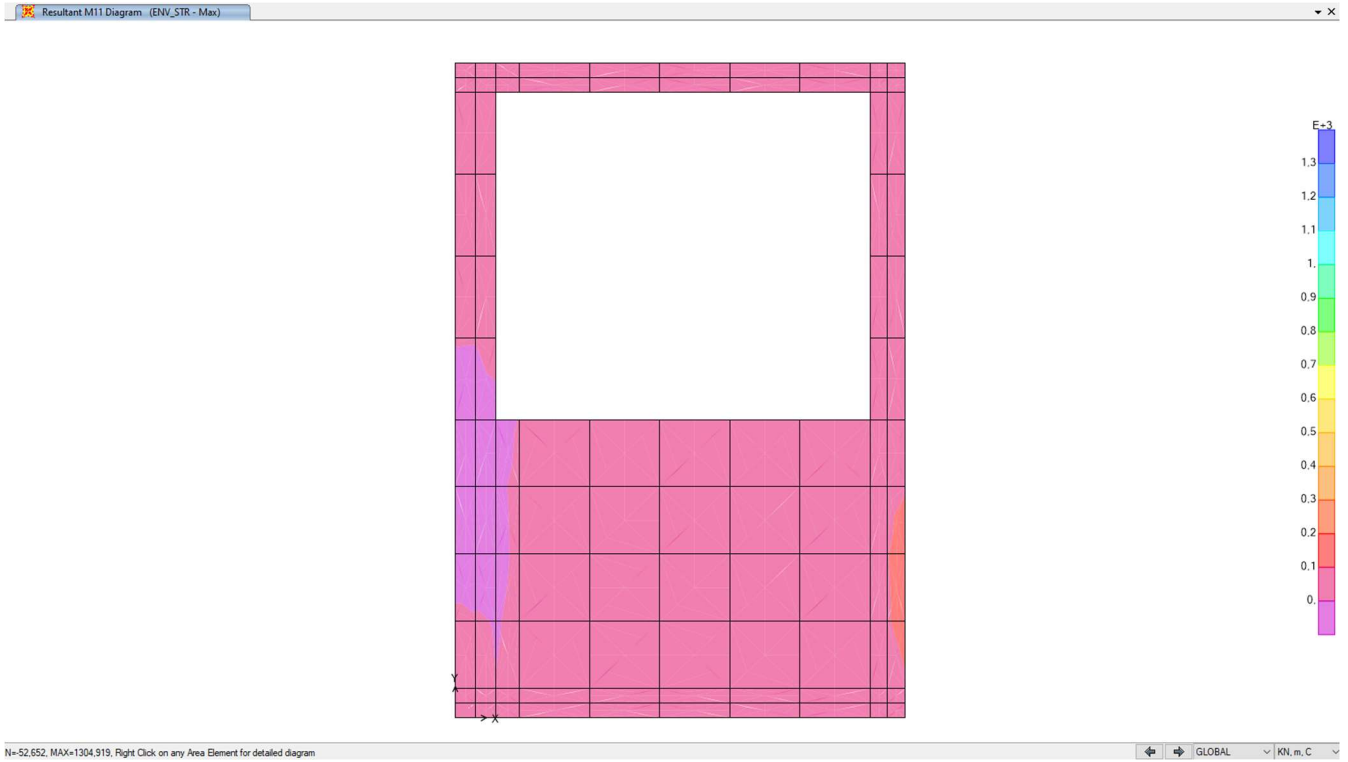 Resultant M11 Diagram (ENV_STR - Max)
E+3
1.3
1.2
1.1
1.
0.9
0.8
0.7
0.6
0.5
0.4
0.3
0.2
0.1
0.
Y
X
N=-52,652, MAX=1304,919, Right Click on any Area Element for detailed diagram
GLOBAL
KN, m, C